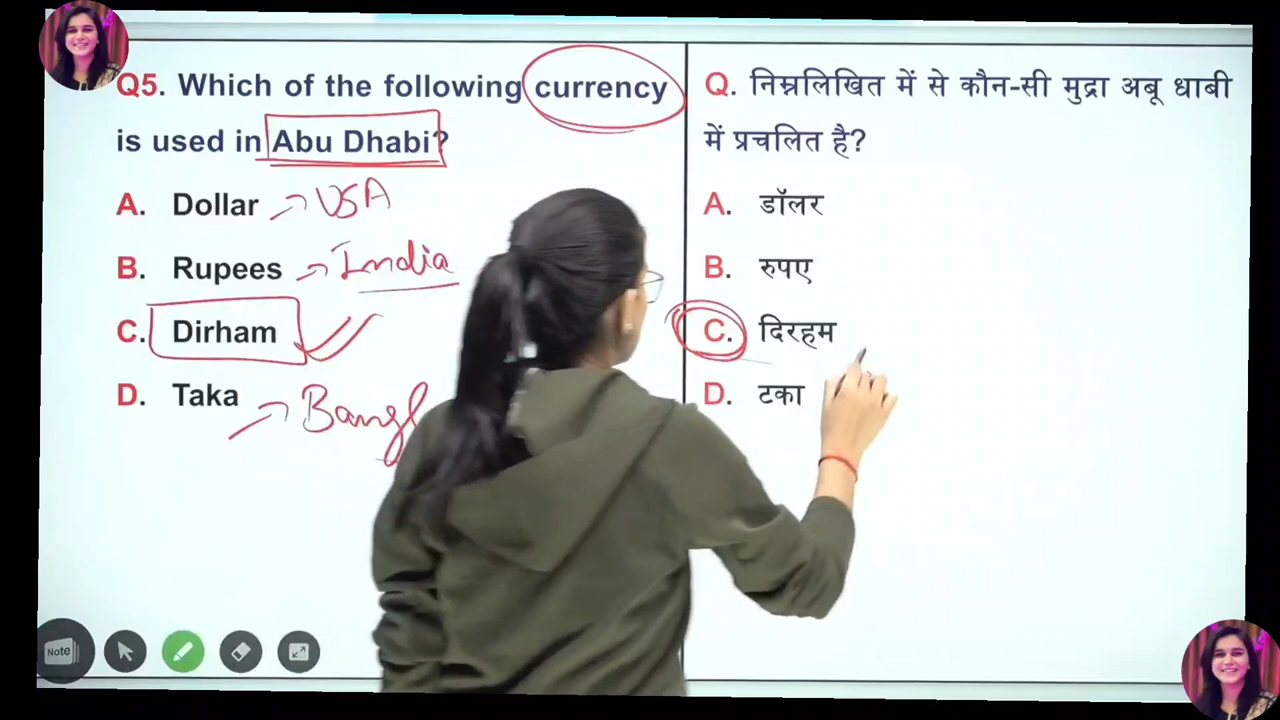 Q5. Which of the following currency
is used in Abu Dhabi?
A. Dollar → USA
B. Rupees → India
C. Dirham
D. Taka → Bangl
Q. निम्नलिखित में से कौन-सी मुद्रा अबू धाबी
में प्रचलित है?
A. डॉलर
B. रुपए
C. दिरहम
D. टका
Note